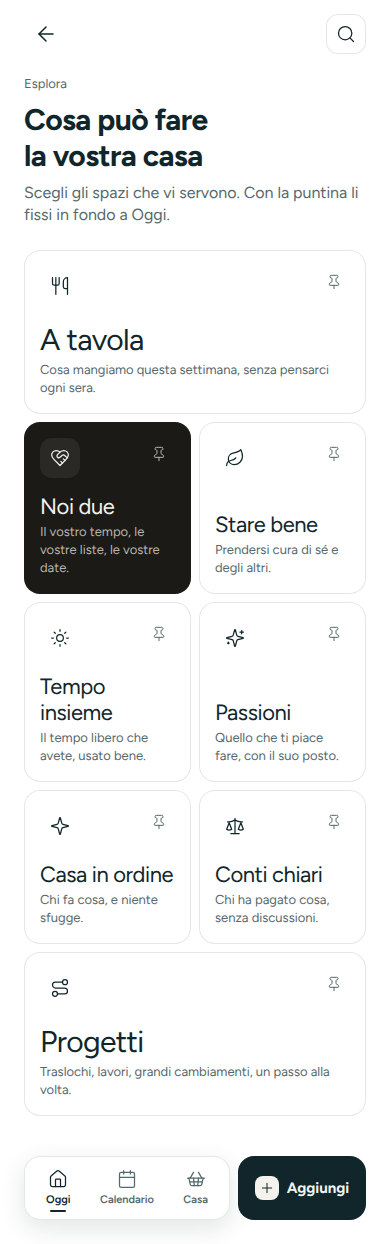 Esplora
Cosa può fare
la vostra casa
Scegli gli spazi che vi servono. Con la puntina li
fissi in fondo a Oggi.
A tavola
Cosa mangiamo questa settimana, senza pensarci
ogni sera.
Noi due
Il vostro tempo, le
vostre liste, le vostre
date.
Stare bene
Prendersi cura di sé e
degli altri.
Tempo
insieme
Il tempo libero che
avete, usato bene.
Passioni
Quello che ti piace
fare, con il suo posto.
Casa in ordine
Chi fa cosa, e niente
sfugge.
Conti chiari
Chi ha pagato cosa,
senza discussioni.
Progetti
Traslochi, lavori, grandi cambiamenti, un passo alla
volta.
Oggi
Calendario
Casa
Aggiungi